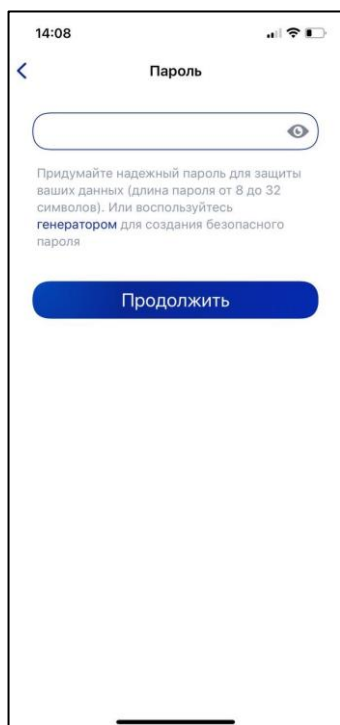 14:08
Пароль
Придумайте надежный пароль для защиты
ваших данных (длина пароля от 8 до 32
символов). Или воспользуйтесь
генератором для создания безопасного
пароля
Продолжить